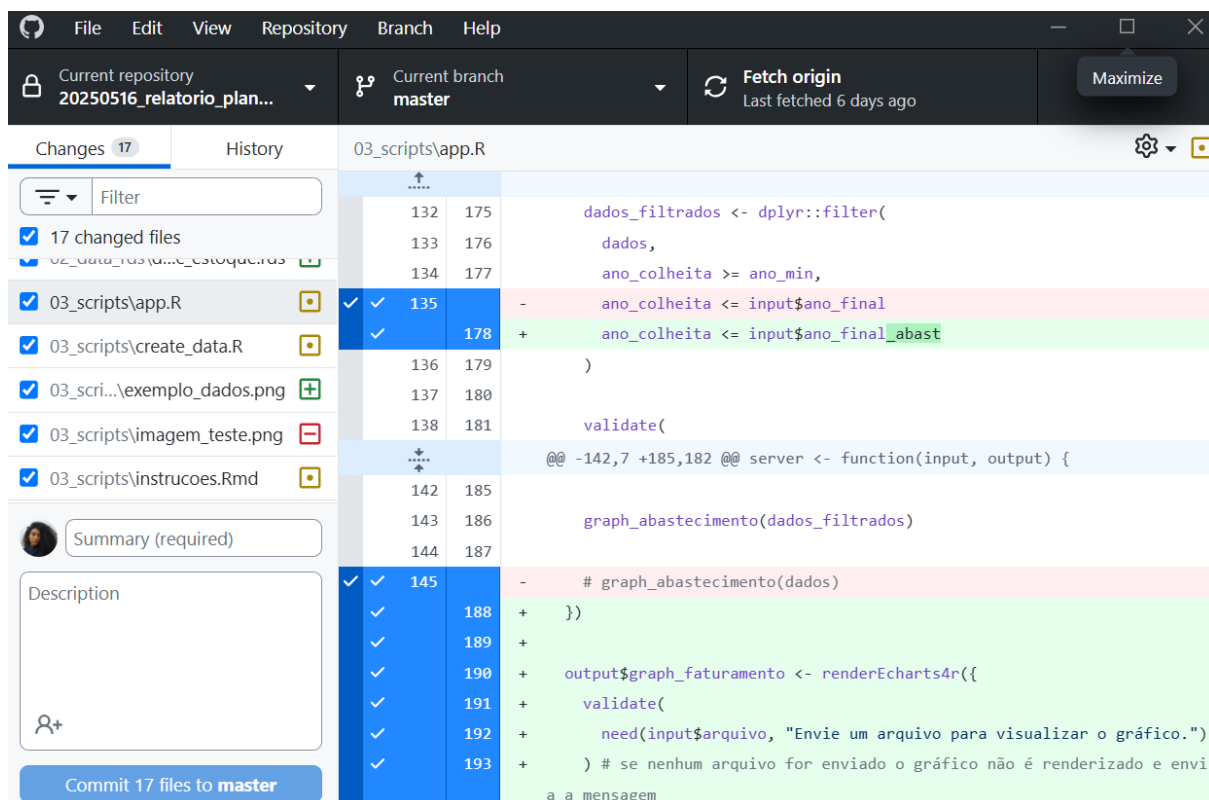 File Edit View Repository Branch Help
Current repository
20250516_relatorio_plan...
Current branch
master
Fetch origin
Last fetched 6 days ago
Maximize
Changes 17
History
03_scripts\app.R
Filter
17 changed files
02_data_rds\d...c_estoque.rds
03_scripts\app.R
03_scripts\create_data.R
03_scri...\exemplo_dados.png
03_scripts\imagem_teste.png
03_scripts\instrucoes.Rmd
Summary (required)
Description
Commit 17 files to master
132 175 dados_filtrados <- dplyr::filter(
133 176 dados,
134 177 ano_colheita >= ano_min,
135 - ano_colheita <= input$ano_final
178 + ano_colheita <= input$ano_final_abast
136 179 )
137 180
138 181 validate(
@@ -142,7 +185,182 @@ server <- function(input, output) {
142 185
143 186 graph_abastecimento(dados_filtrados)
144 187
145 - # graph_abastecimento(dados)
188 + })
189 +
190 + output$graph_faturamento <- renderEcharts4r({
191 + validate(
192 + need(input$arquivo, "Envie um arquivo para visualizar o gráfico.")
193 + ) # se nenhum arquivo for enviado o gráfico não é renderizado e envi
a a mensagem